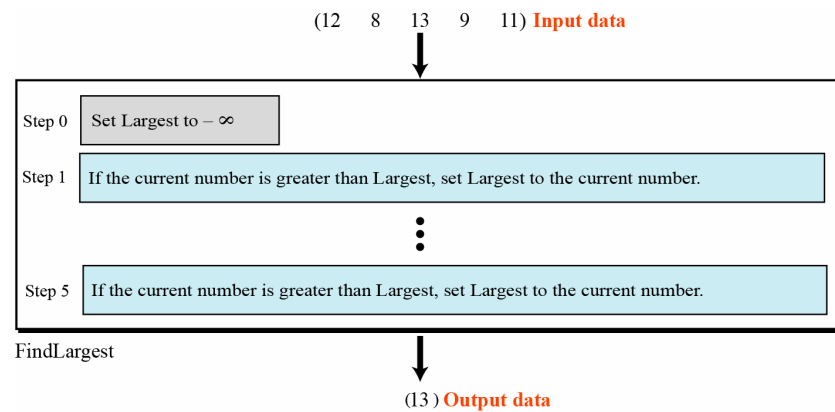 (12 8 13 9 11) Input data
Step 0 Set Largest to – ∞
Step 1 If the current number is greater than Largest, set Largest to the current number.
Step 5 If the current number is greater than Largest, set Largest to the current number.
FindLargest
(13) Output data